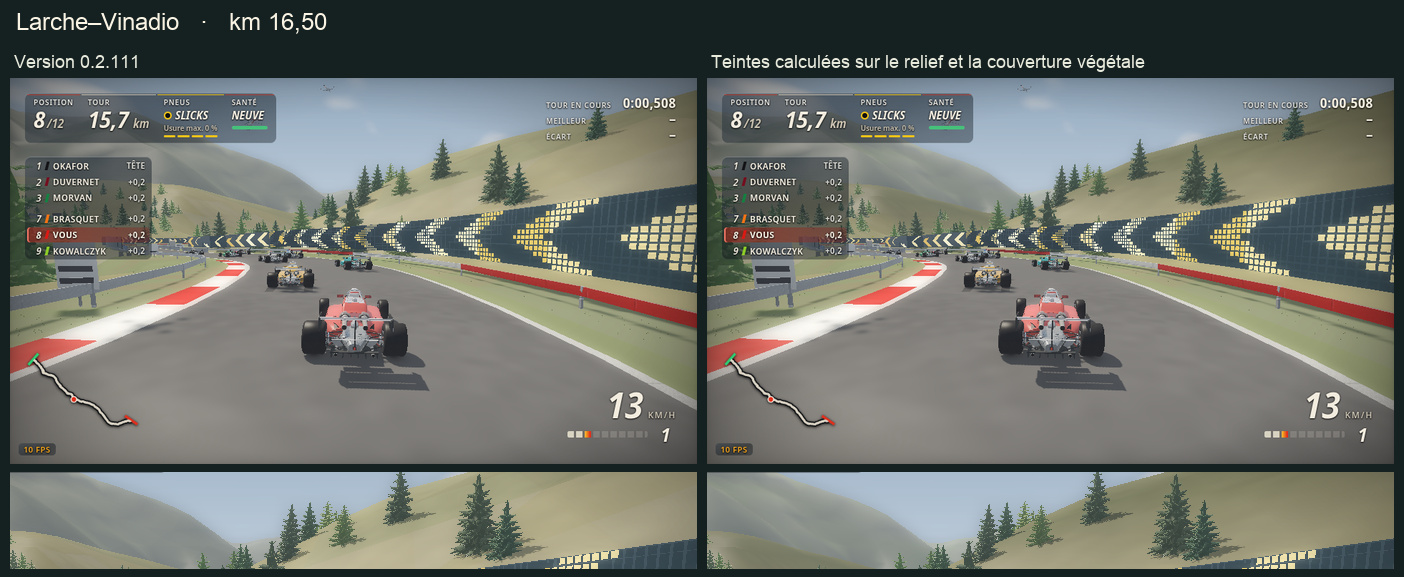 Larche–Vinadio · km 16,50
Version 0.2.111
POSITION TOUR PNEUS SANTÉ
8/12 15,7 km SLICKS NEUVE
Usure max. 0 %
TOUR EN COURS 0:00,508
MEILLEUR –
ÉCART –
1 OKAFOR TÊTE
2 DUVERNET +0,2
3 MORVAN +0,2
7 BRASQUET +0,2
8 VOUS +0,2
9 KOWALCZYK +0,2
13 KM/H
1
10 FPS
Teintes calculées sur le relief et la couverture végétale
POSITION TOUR PNEUS SANTÉ
8/12 15,7 km SLICKS NEUVE
Usure max. 0 %
TOUR EN COURS 0:00,508
MEILLEUR –
ÉCART –
1 OKAFOR TÊTE
2 DUVERNET +0,2
3 MORVAN +0,2
7 BRASQUET +0,2
8 VOUS +0,2
9 KOWALCZYK +0,2
13 KM/H
1
10 FPS